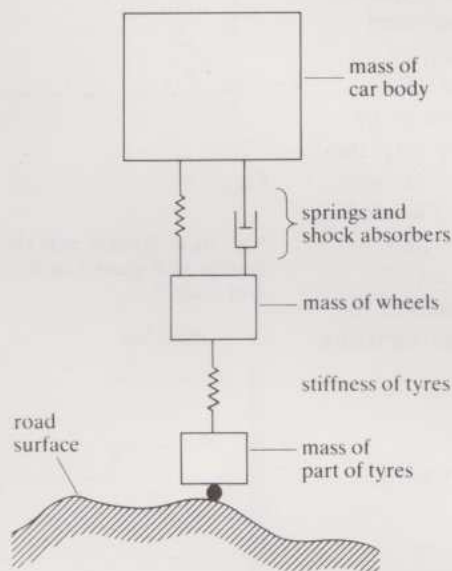 mass of
car body
springs and
shock absorbers
mass of wheels
stiffness of tyres
road
surface
mass of
part of tyres